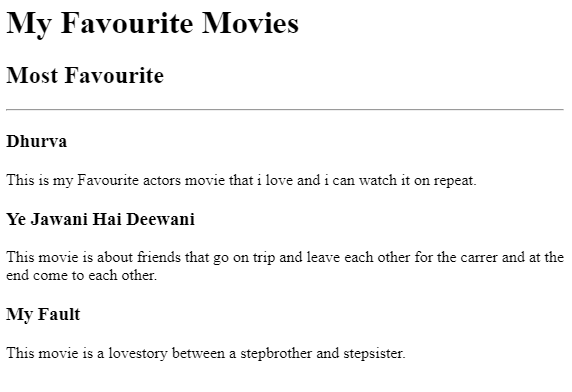 My Favourite Movies
Most Favourite
Dhurva
This is my Favourite actors movie that i love and i can watch it on repeat.
Ye Jawani Hai Deewani
This movie is about friends that go on trip and leave each other for the carrer and at the
end come to each other.
My Fault
This movie is a lovestory between a stepbrother and stepsister.